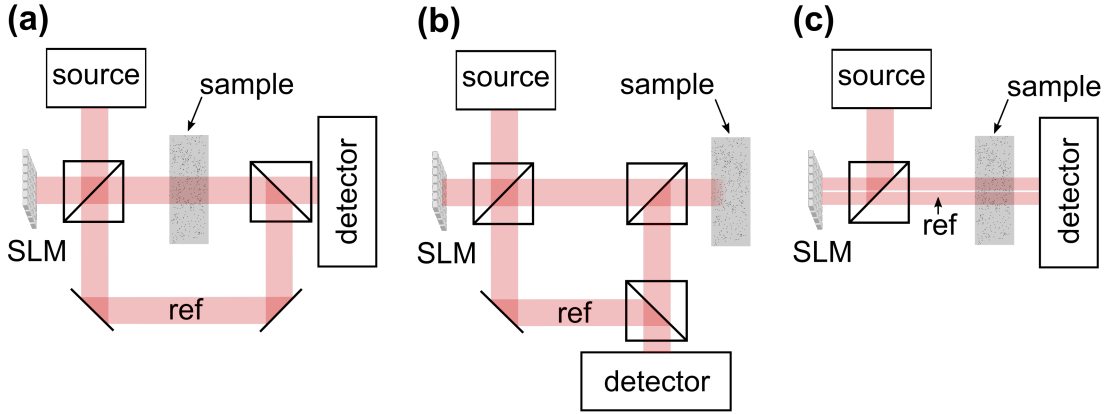 (a)
source
sample
SLM
detector
ref
(b)
source
sample
SLM
ref
detector
(c)
source
sample
SLM
ref
detector